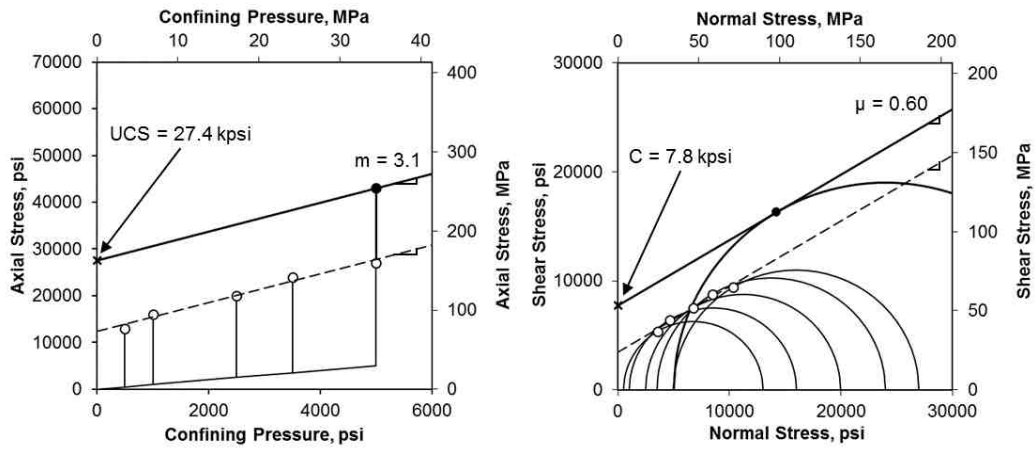 Confining Pressure, MPa
0 10 20 30 40
70000
60000
50000
40000
30000
20000
10000
0
Axial Stress, psi
UCS = 27.4 kpsi
m = 3.1
400
300
200
100
0
Axial Stress, MPa
0 2000 4000 6000
Confining Pressure, psi
Normal Stress, MPa
0 50 100 150 200
30000
20000
10000
0
Shear Stress, psi
μ = 0.60
C = 7.8 kpsi
200
150
100
50
0
Shear Stress, MPa
0 10000 20000 30000
Normal Stress, psi